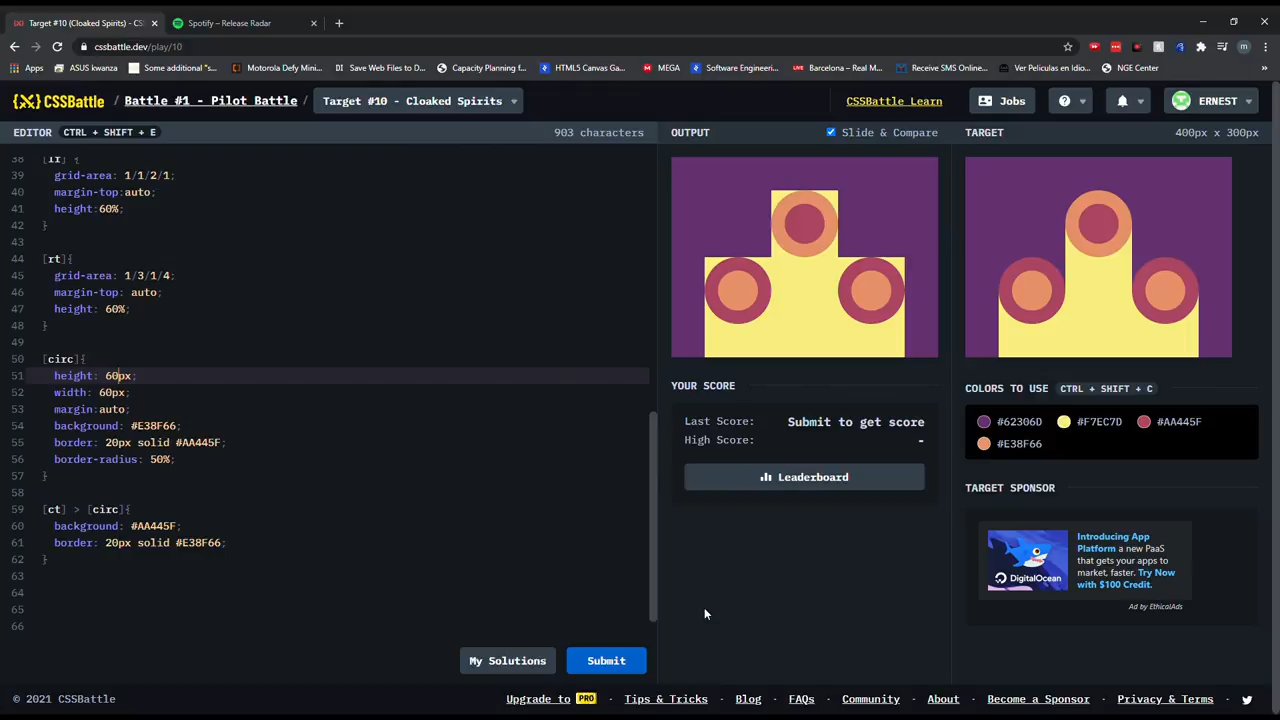 Target #10 (Cloaked Spirits) - CS
Spotify – Release Radar
cssbattle.dev/play/10
m
Apps
ASUS kwanza
Some additional "s...
Motorola Defy Mini...
Save Web Files to D...
Capacity Planning f...
HTML5 Canvas Ga...
MEGA
Software Engineeri...
LIVE Barcelona – Real M...
Receive SMS Online...
Ver Peliculas en Idio...
NGE Center
»
{X} CSSBattle
/ Battle #1 - Pilot Battle /
Target #10 - Cloaked Spirits
CSSBattle Learn
Jobs
ERNEST
EDITOR CTRL + SHIFT + E
903 characters
OUTPUT
Slide & Compare
TARGET
400px x 300px
38
39 grid-area: 1/1/2/1;
40 margin-top:auto;
41 height:60%;
42 }
43
44 [rt]{
45 grid-area: 1/3/1/4;
46 margin-top: auto;
47 height: 60%;
48 }
49
50 [circ]{
51 height: 60px;
52 width: 60px;
53 margin:auto;
54 background: #E38F66;
55 border: 20px solid #AA445F;
56 border-radius: 50%;
57 }
58
59 [ct] > [circ]{
60 background: #AA445F;
61 border: 20px solid #E38F66;
62 }
63
64
65
66
YOUR SCORE
Last Score: Submit to get score
High Score: -
Leaderboard
COLORS TO USE CTRL + SHIFT + C
#62306D #F7EC7D #AA445F
#E38F66
TARGET SPONSOR
DigitalOcean
Introducing App
Platform a new PaaS
that gets your apps to
market, faster. Try Now
with $100 Credit.
Ad by EthicalAds
My Solutions
Submit
© 2021 CSSBattle
Upgrade to PRO · Tips & Tricks · Blog · FAQs · Community · About · Become a Sponsor · Privacy & Terms ·